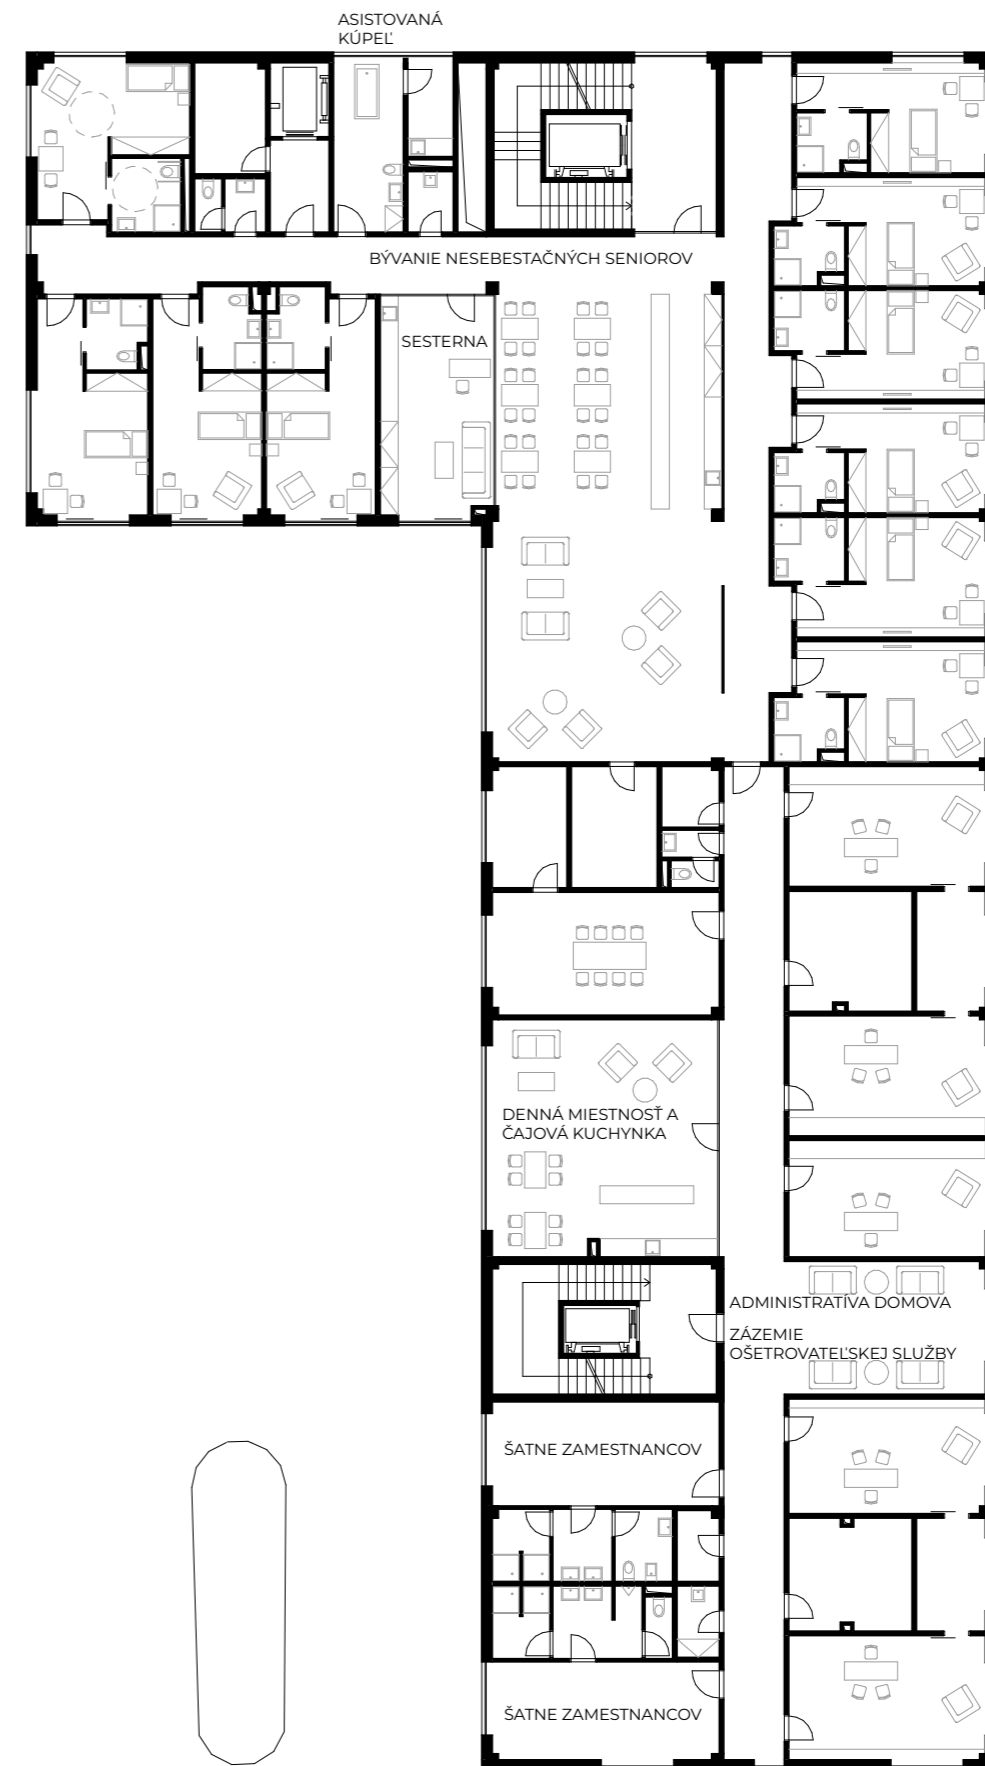 ASISTOVANÁ
KÚPEĽ
BÝVANIE NESEBESTAČNÝCH SENIOROV
SESTERNA
DENNÁ MIESTNOSŤ A
ČAJOVÁ KUCHYNKA
ADMINISTRATÍVA DOMOVA
ZÁZEMIE
OŠETROVATEĽSKEJ SLUŽBY
ŠATNE ZAMESTNANCOV
ŠATNE ZAMESTNANCOV